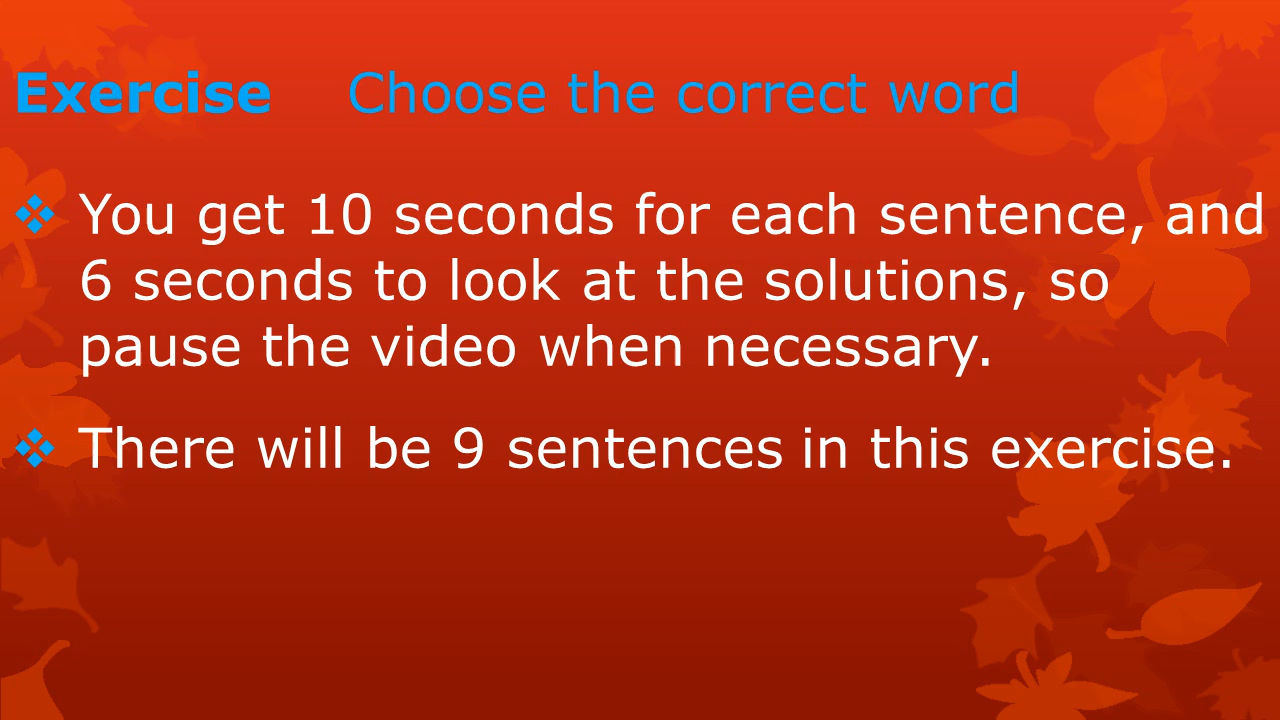 Exercise Choose the correct word
❖ You get 10 seconds for each sentence, and
6 seconds to look at the solutions, so
pause the video when necessary.
❖ There will be 9 sentences in this exercise.